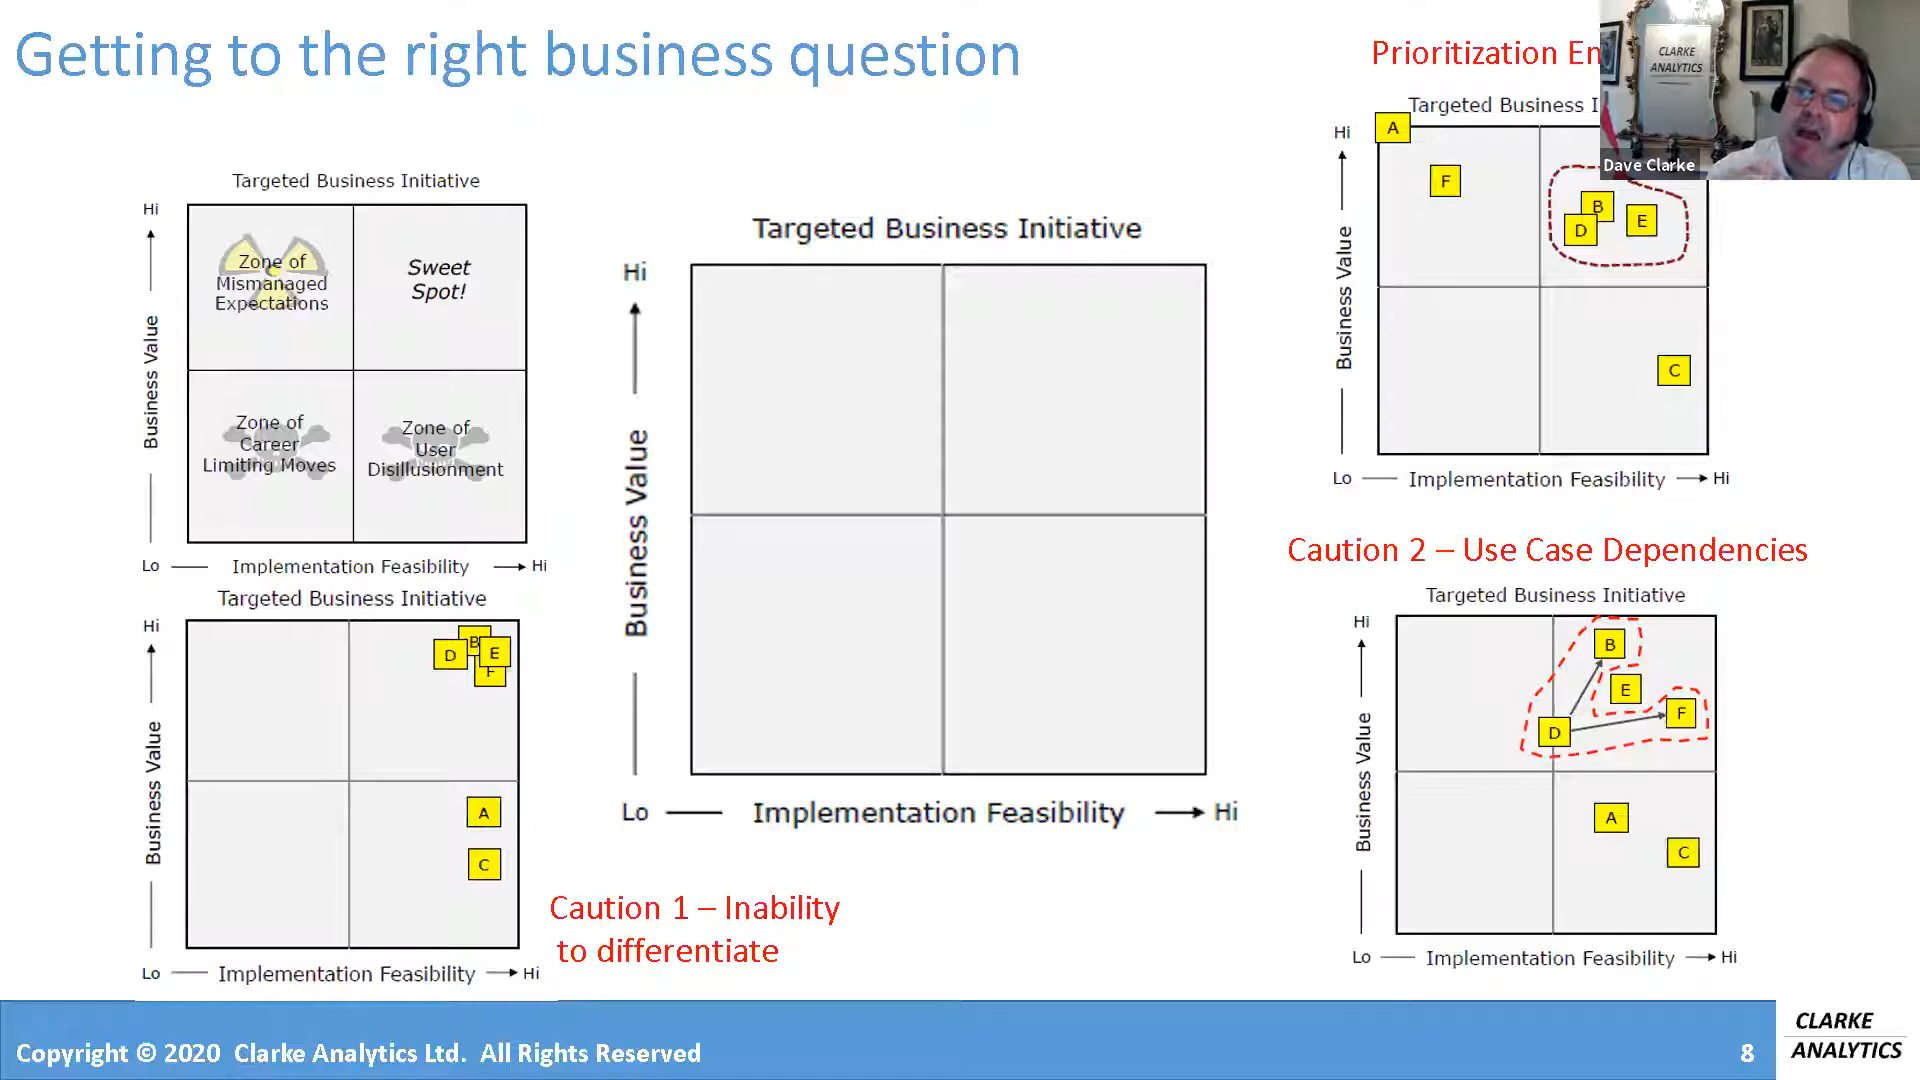 Getting to the right business question
Prioritization En
CLARKE
ANALYTICS
Dave Clarke
Targeted Business Initiative
Hi
Zone of
Mismanaged
Expectations
Sweet
Spot!
Business Value
Zone of
Career
Limiting Moves
Zone of
User
Disillusionment
Lo
Implementation Feasibility
Hi
Targeted Business Initiative
Hi
B
D
E
F
Business Value
A
C
Lo
Implementation Feasibility
Hi
Caution 1 – Inability
to differentiate
Targeted Business Initiative
Hi
Business Value
Lo
Implementation Feasibility
Hi
Targeted Business I
Hi
A
F
B
D
E
Business Value
C
Lo
Implementation Feasibility
Hi
Caution 2 – Use Case Dependencies
Targeted Business Initiative
Hi
B
E
F
D
Business Value
A
C
Lo
Implementation Feasibility
Hi
Copyright © 2020 Clarke Analytics Ltd. All Rights Reserved
8
CLARKE
ANALYTICS